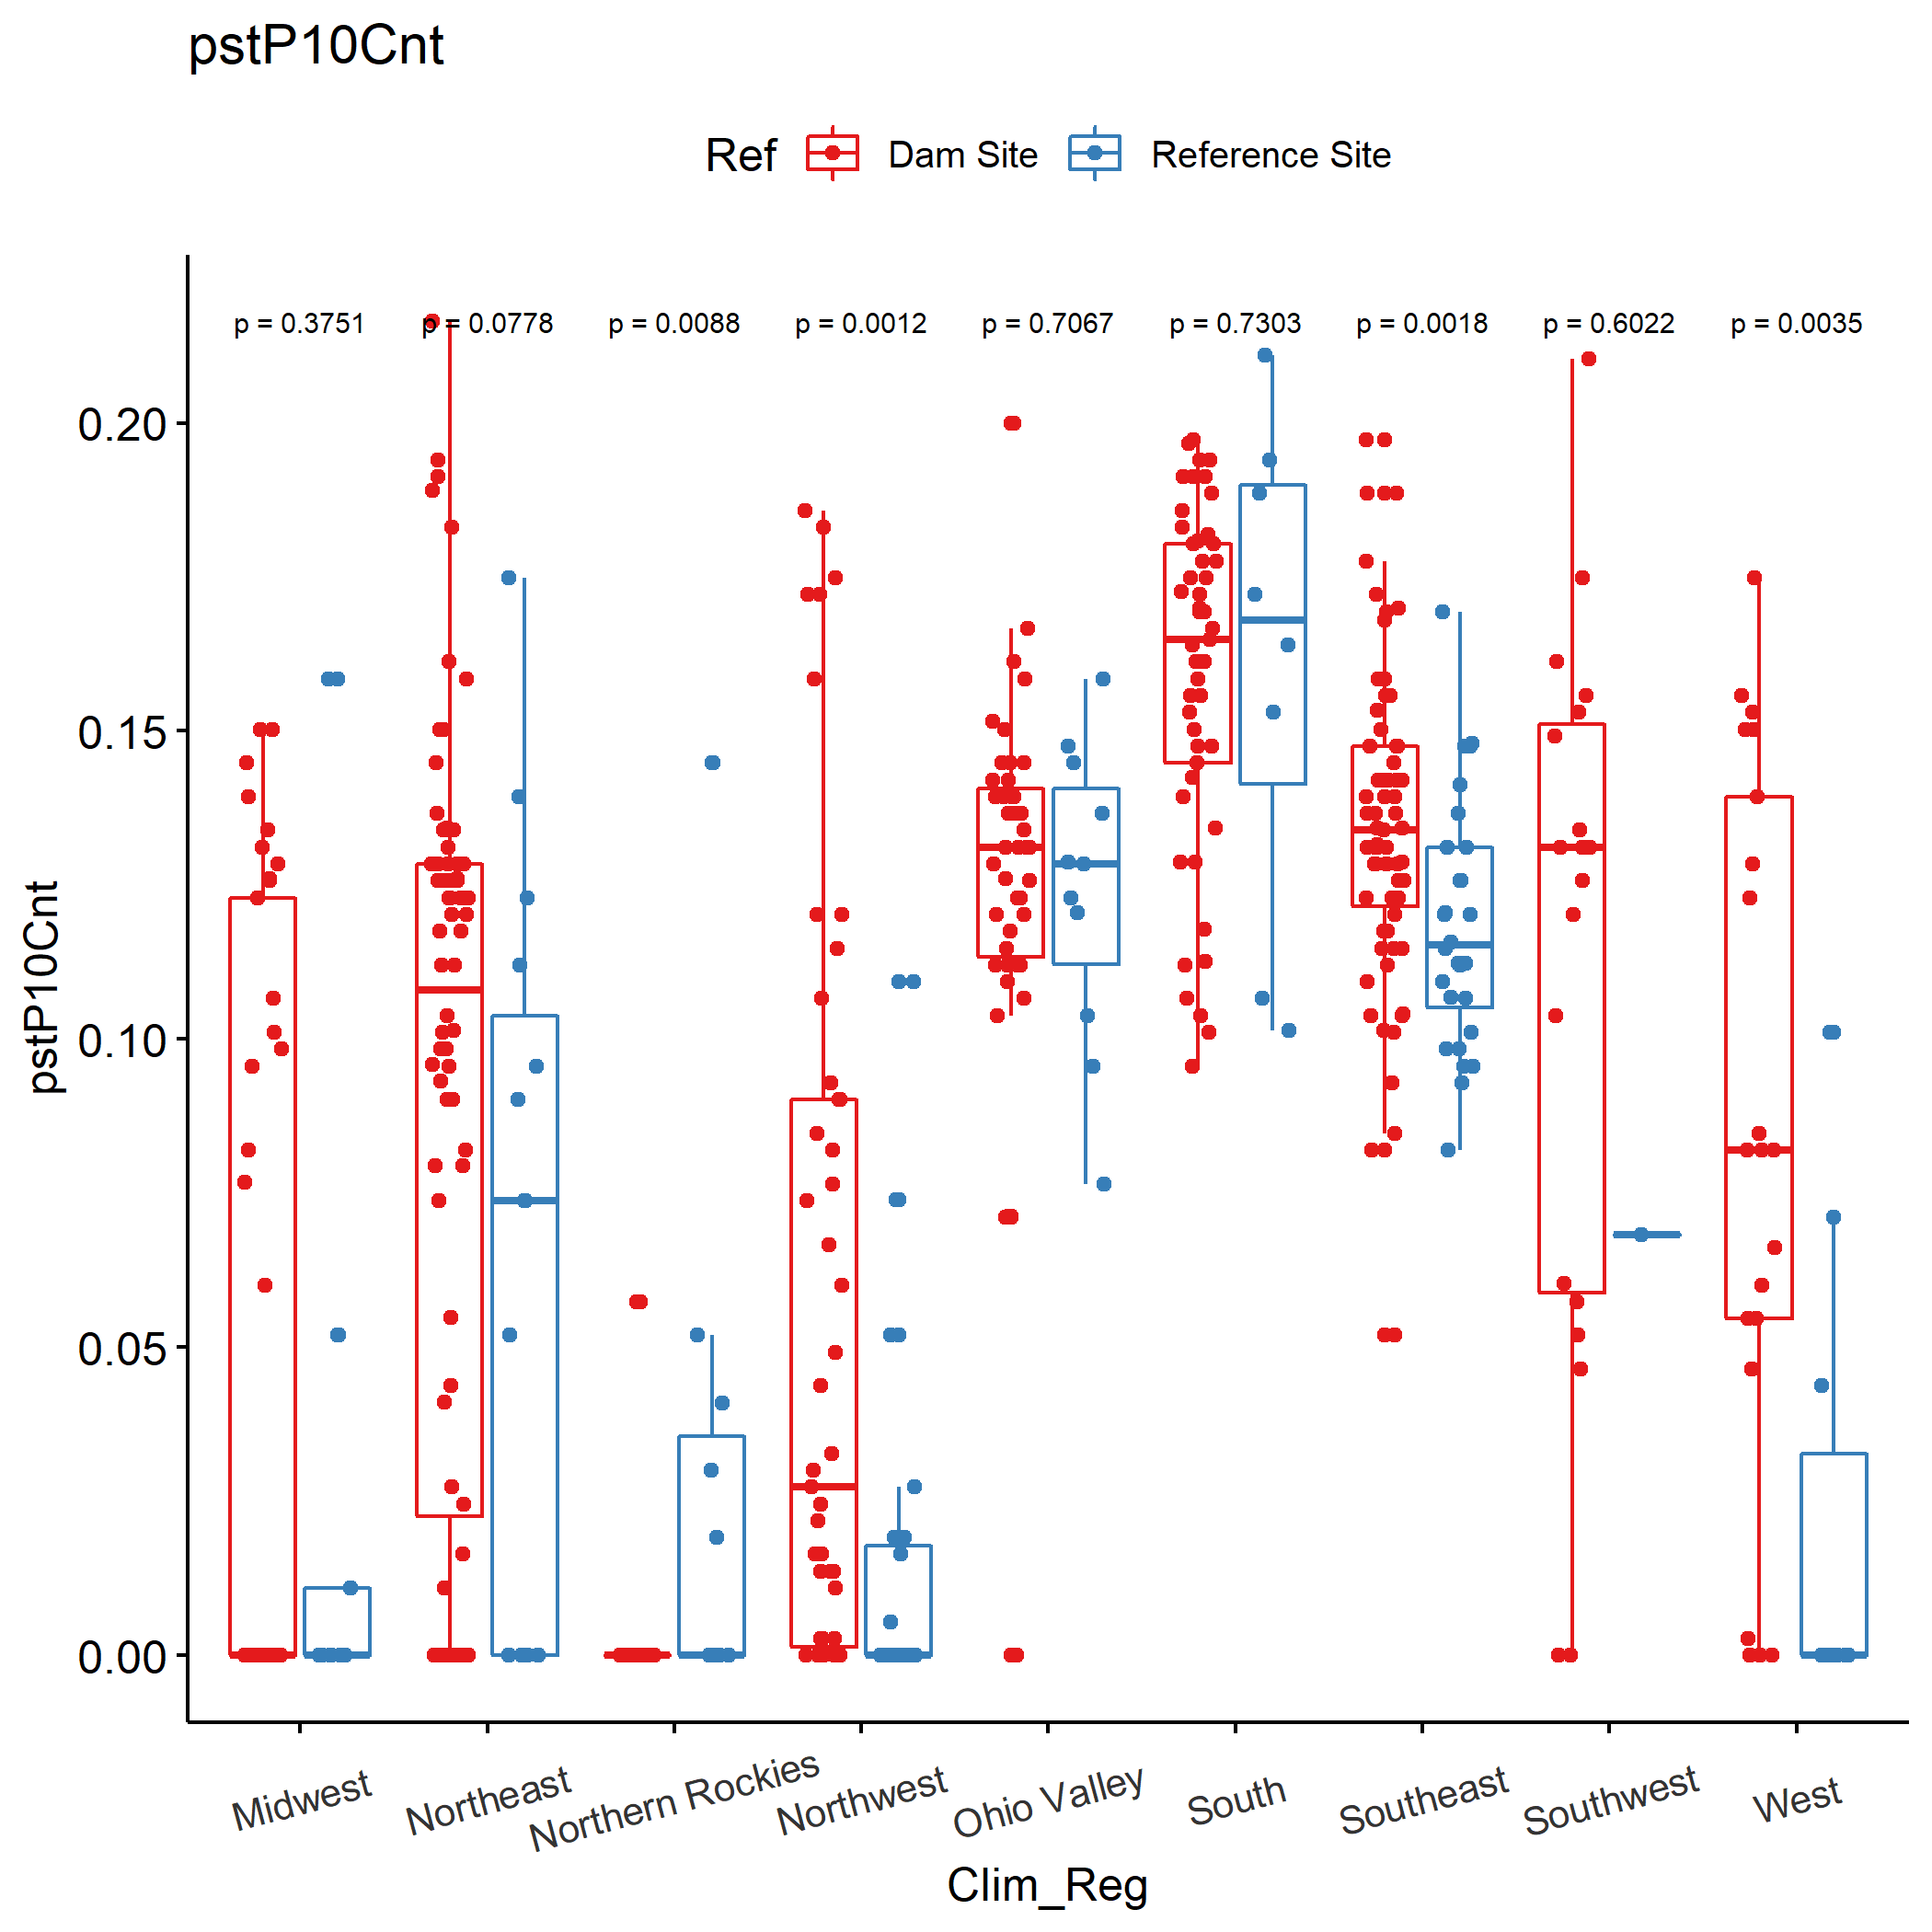 pstP10Cnt
Ref Dam Site Reference Site
p = 0.3751 p = 0.0778 p = 0.0088 p = 0.0012 p = 0.7067 p = 0.7303 p = 0.0018 p = 0.6022 p = 0.0035
0.20
0.15
0.10
0.05
0.00
pstP10Cnt
Midwest Northeast Northern Rockies Northwest Ohio Valley South Southeast Southwest West
Clim_Reg